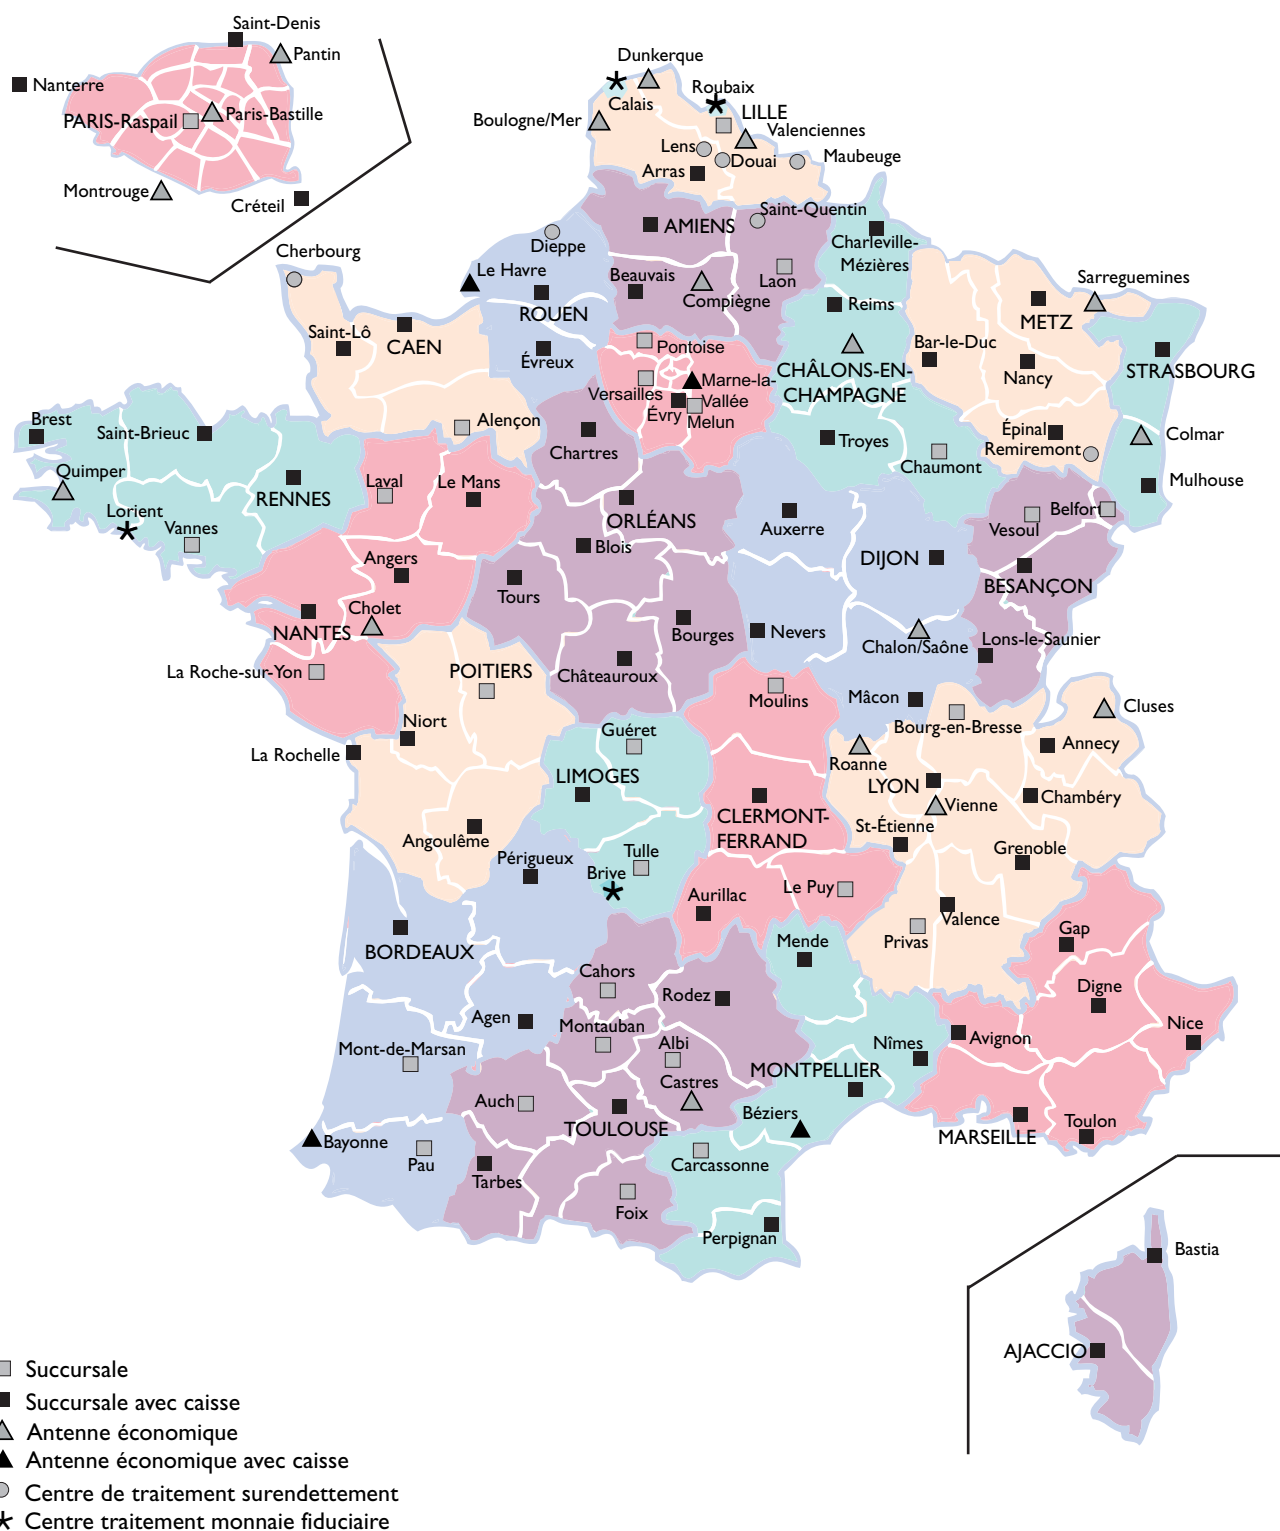 Saint-Denis
Pantin
Nanterre
PARIS-Raspail
Paris-Bastille
Montrouge
Créteil
Dunkerque
Calais
Roubaix
Boulogne/Mer
LILLE
Valenciennes
Lens
Douai
Maubeuge
Arras
AMIENS
Saint-Quentin
Charleville-
Mézières
Dieppe
Cherbourg
Le Havre
Beauvais
Compiègne
Laon
Sarreguemines
ROUEN
Reims
METZ
Saint-Lô
CAEN
Évreux
Pontoise
Bar-le-Duc
Nancy
CHÂLONS-EN-
CHAMPAGNE
STRASBOURG
Versailles
Marne-la-
Vallée
Évry
Melun
Brest
Saint-Brieuc
Alençon
Chartres
Troyes
Épinal
Remiremont
Colmar
Chaumont
Quimper
RENNES
Laval
Le Mans
Mulhouse
Lorient
Vannes
ORLÉANS
Auxerre
Vesoul
Belfort
Blois
Angers
DIJON
BESANÇON
Tours
Cholet
NANTES
Bourges
Nevers
Chalon/Saône
Lons-le-Saunier
La Roche-sur-Yon
POITIERS
Châteauroux
Moulins
Mâcon
Cluses
Niort
Bourg-en-Bresse
Guéret
Annecy
La Rochelle
Roanne
LIMOGES
LYON
Chambéry
Vienne
CLERMONT-
FERRAND
St-Étienne
Angoulême
Grenoble
Périgueux
Tulle
Brive
Le Puy
Aurillac
Valence
Privas
Gap
BORDEAUX
Mende
Cahors
Rodez
Digne
Agen
Montauban
Nice
Avignon
Mont-de-Marsan
Albi
Nîmes
Castres
MONTPELLIER
Auch
Béziers
TOULOUSE
Toulon
MARSEILLE
Bayonne
Pau
Carcassonne
Tarbes
Foix
Perpignan
Bastia
AJACCIO
Succursale
Succursale avec caisse
Antenne économique
Antenne économique avec caisse
Centre de traitement surendettement
Centre traitement monnaie fiduciaire